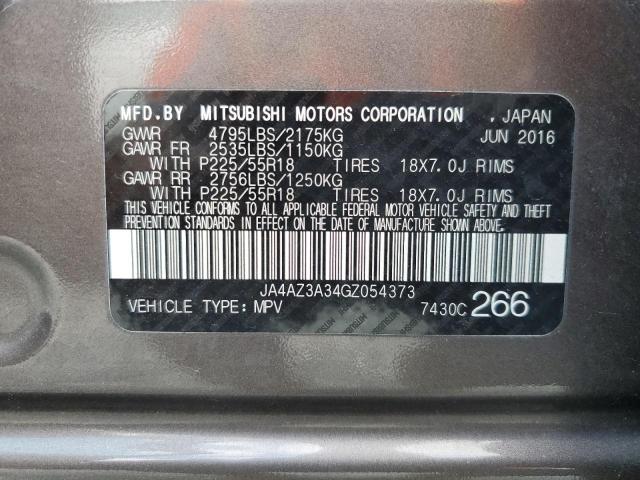 MFD.BY MITSUBISHI MOTORS CORPORATION , JAPAN
GWR 4795LBS/2175KG JUN 2016
GAWR FR 2535LBS/1150KG
WITH P225/55R18 TIRES 18X7.0J RIMS
GAWR RR 2756LBS/1250KG
WITH P225/55R18 TIRES 18X7.0J RIMS
THIS VEHICLE CONFORMS TO ALL APPLICABLE FEDERAL MOTOR VEHICLE SAFETY AND THEFT
PREVENTION STANDARDS IN EFFECT ON THE DATE OF MANUFACTURE SHOWN ABOVE.
JA4AZ3A34GZ054373
VEHICLE TYPE: MPV 7430C 266